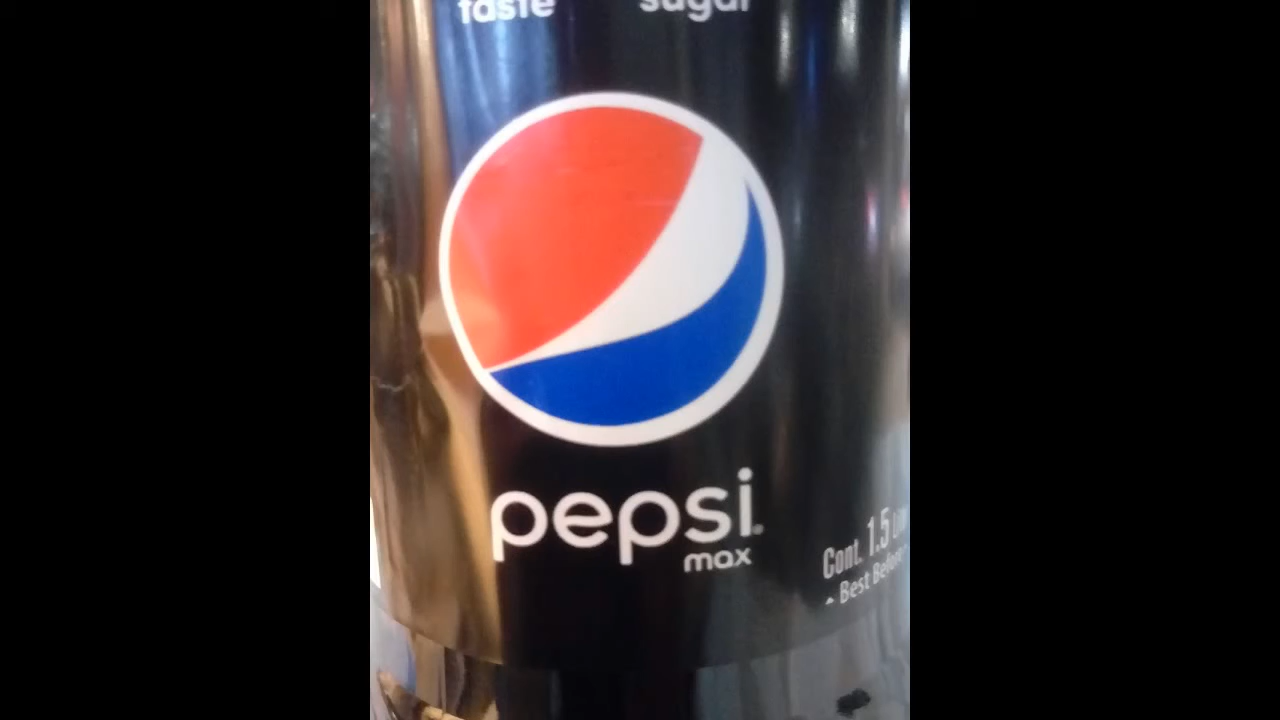 taste sugar
pepsi
max
Cont. 1.5
Best Before